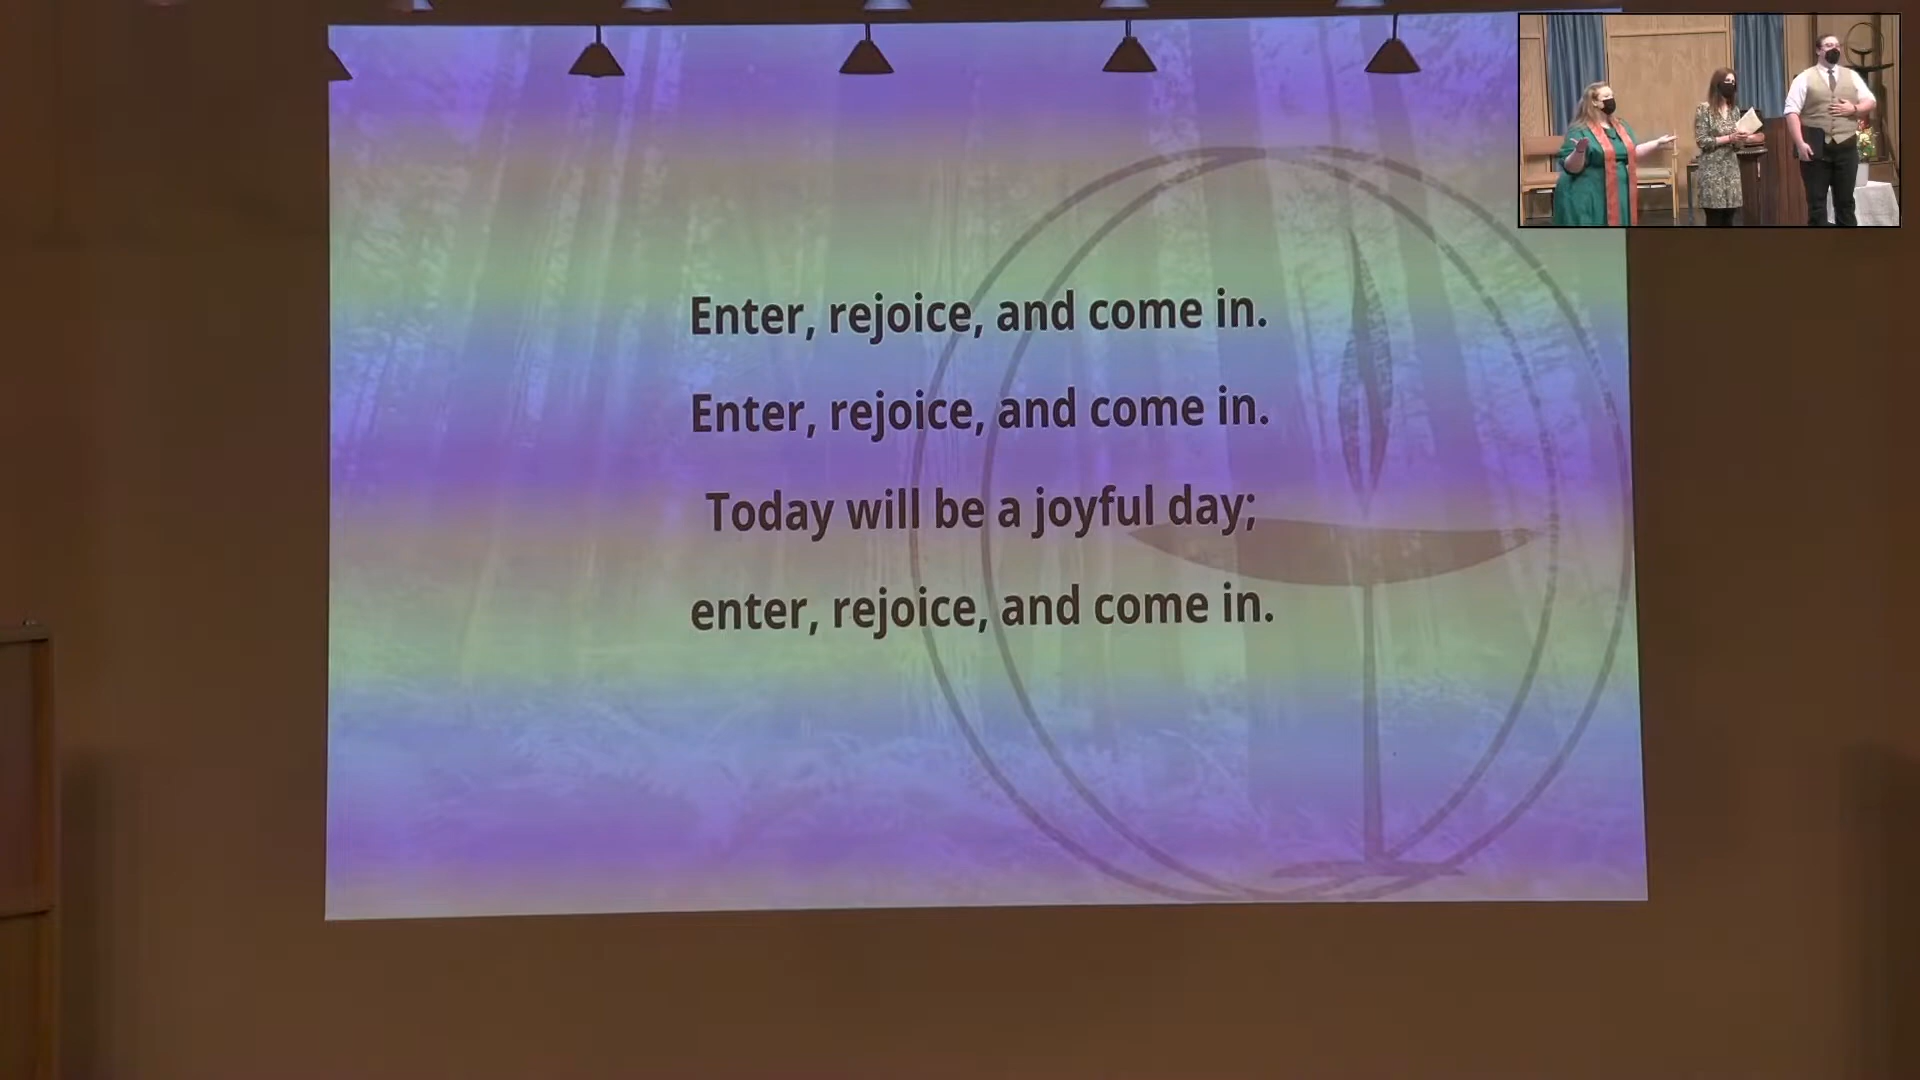 Enter, rejoice, and come in.
Enter, rejoice, and come in.
Today will be a joyful day;
enter, rejoice, and come in.